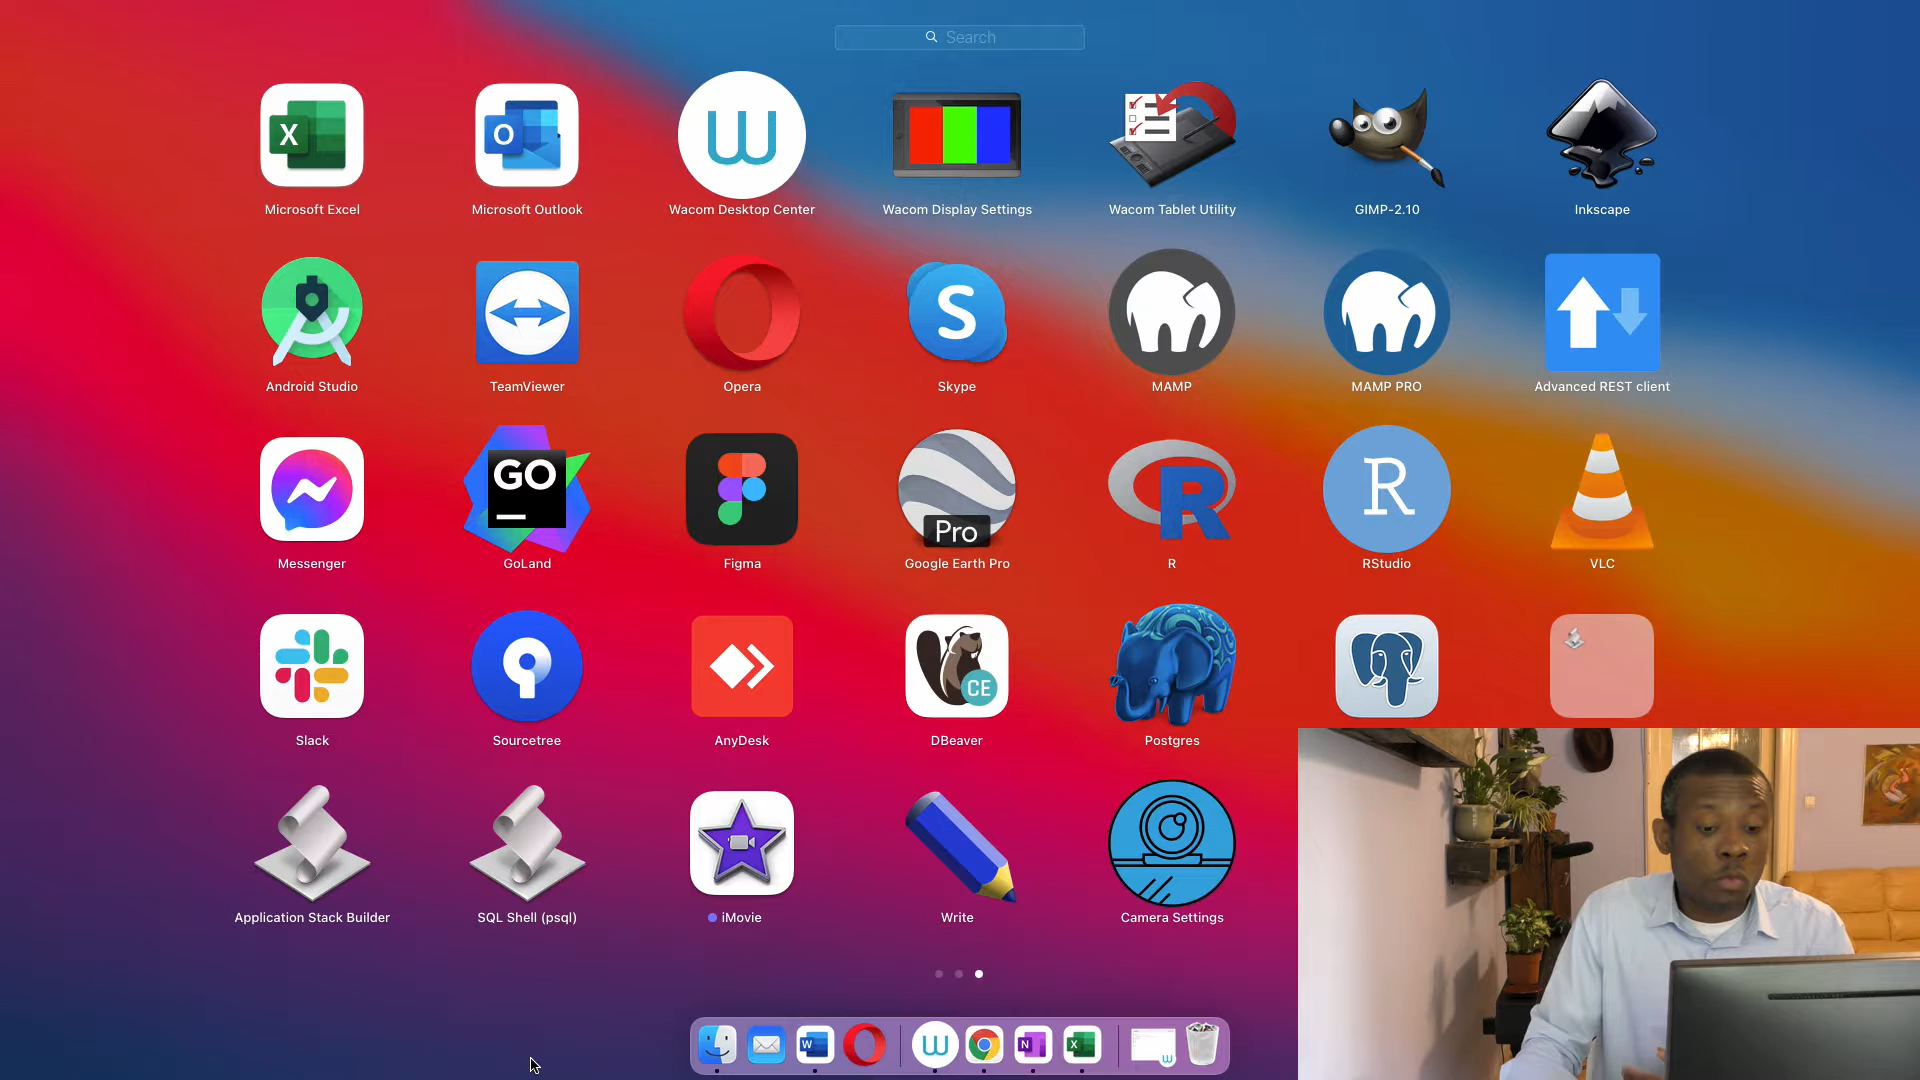 Search
Microsoft Excel
Microsoft Outlook
Wacom Desktop Center
Wacom Display Settings
Wacom Tablet Utility
GIMP-2.10
Inkscape
Android Studio
TeamViewer
Opera
Skype
MAMP
MAMP PRO
Advanced REST client
GO
Pro
R
R
Messenger
GoLand
Figma
Google Earth Pro
R
RStudio
VLC
CE
Slack
Sourcetree
AnyDesk
DBeaver
Postgres
Application Stack Builder
SQL Shell (psql)
iMovie
Write
Camera Settings